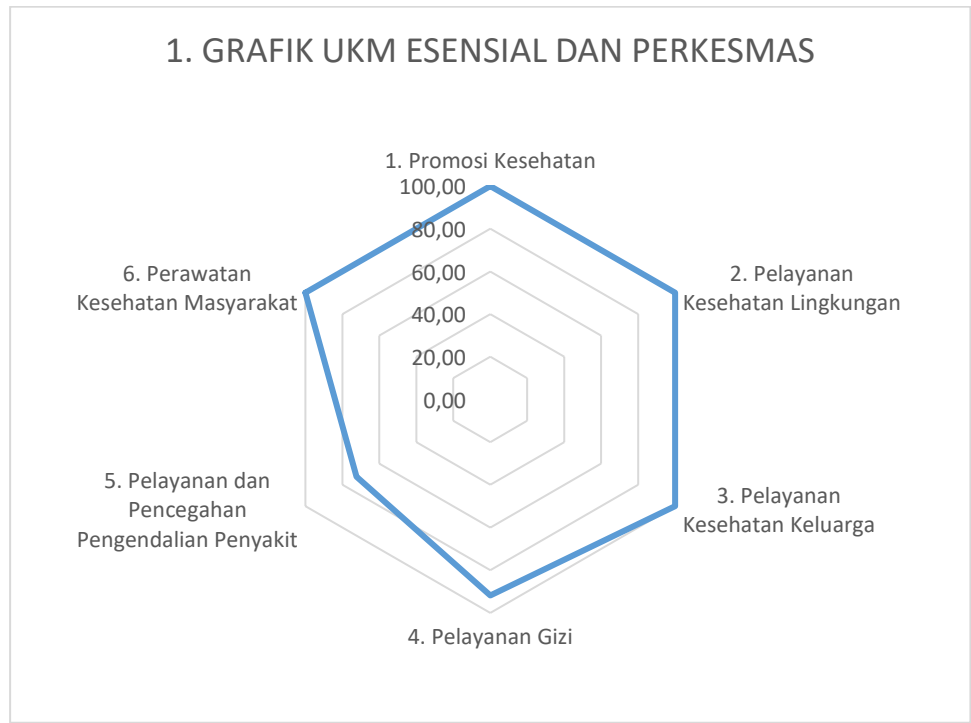 1. GRAFIK UKM ESENSIAL DAN PERKESMAS
1. Promosi Kesehatan
100,00
80,00
60,00
40,00
20,00
0,00
2. Pelayanan
Kesehatan Lingkungan
3. Pelayanan
Kesehatan Keluarga
4. Pelayanan Gizi
5. Pelayanan dan
Pencegahan
Pengendalian Penyakit
6. Perawatan
Kesehatan Masyarakat